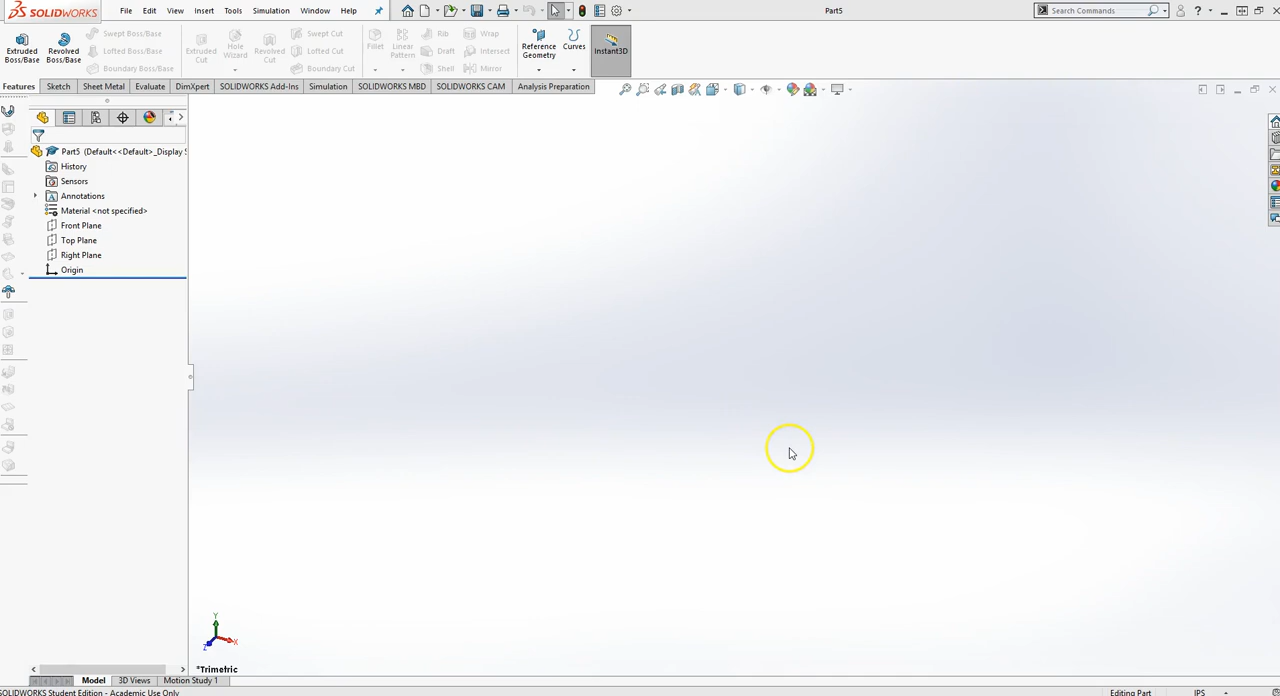 SOLIDWORKS File Edit View Insert Tools Simulation Window Help Part5 Search Commands
Extruded Boss/Base
Revolved Boss/Base
Swept Boss/Base
Lofted Boss/Base
Boundary Boss/Base
Extruded Cut
Hole Wizard
Revolved Cut
Swept Cut
Lofted Cut
Boundary Cut
Fillet
Linear Pattern
Rib
Draft
Shell
Wrap
Intersect
Mirror
Reference Geometry
Curves
Instant3D
Features Sketch Sheet Metal Evaluate DimXpert SOLIDWORKS Add-Ins Simulation SOLIDWORKS MBD SOLIDWORKS CAM Analysis Preparation
Part5 (Default<<Default>_Display S
History
Sensors
A Annotations
Material <not specified>
Front Plane
Top Plane
Right Plane
Origin
Y
X
Z
*Trimetric
Model 3D Views Motion Study 1
SOLIDWORKS Student Edition - Academic Use Only Editing Part IPS